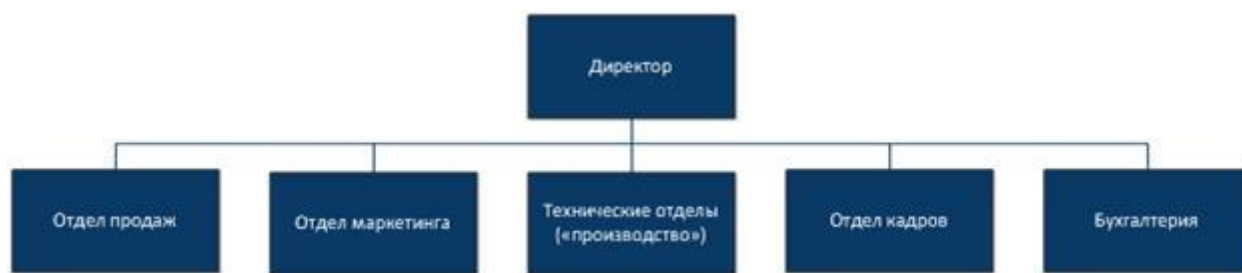 Директор
Отдел продаж
Отдел маркетинга
Технические отделы
(«производство»)
Отдел кадров
Бухгалтерия